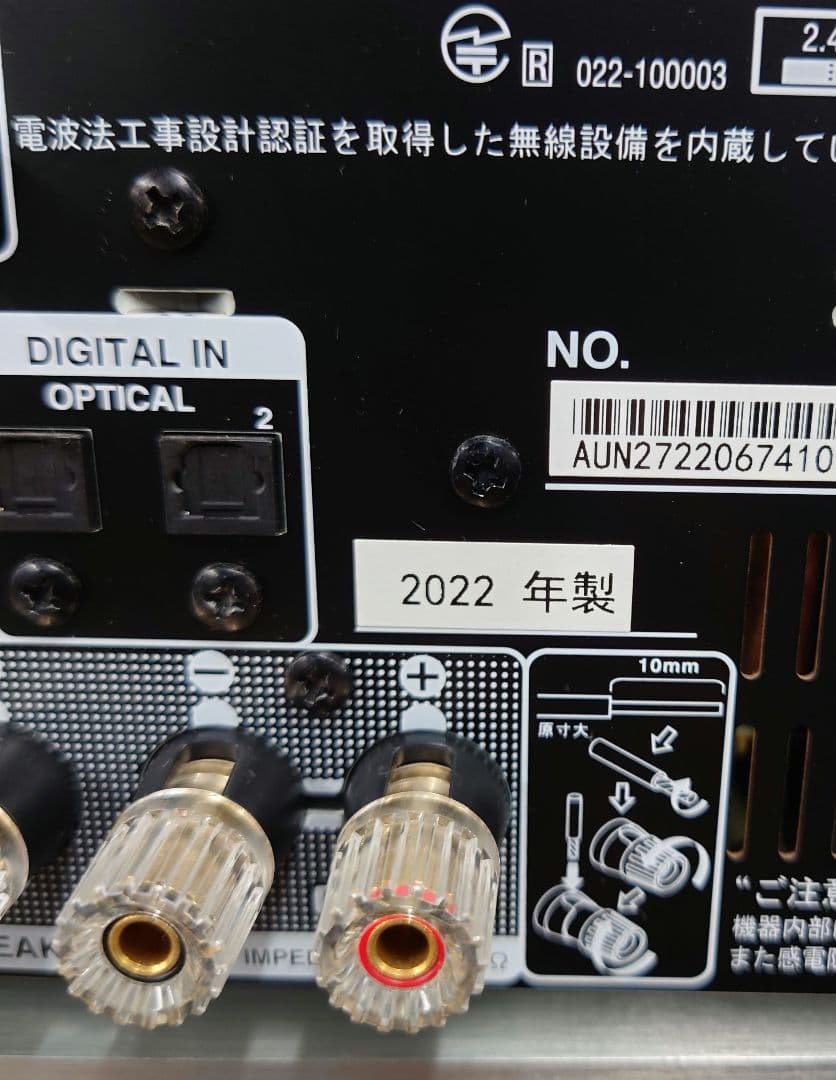 R 022-100003
2.4
電波法工事設計認証を取得した無線設備を内蔵してい
DIGITAL IN
OPTICAL
2
NO.
AUN272206741０
2022 年製
− +
10mm
原寸大
"ご注意
機器内部
また感電
EAK
IMPED
Ω